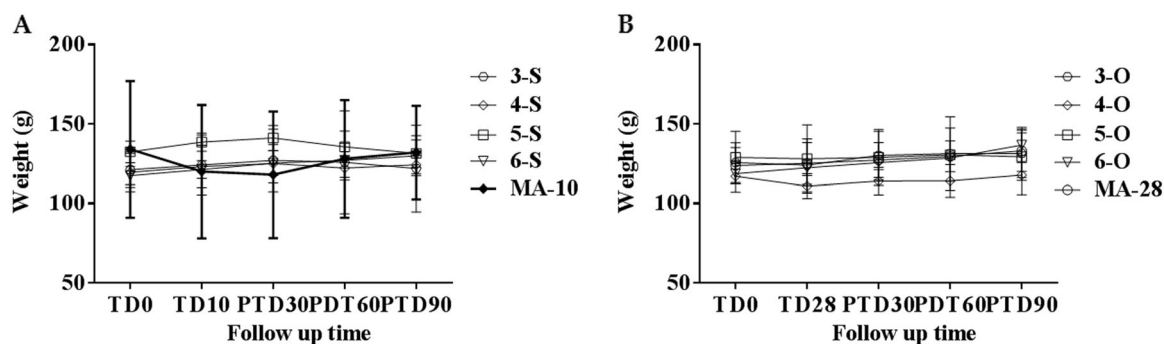 A
200
150
100
50
Weight (g)
TD0 TD10 PTD30 PDT60 PTD90
Follow up time
3-S
4-S
5-S
6-S
MA-10
B
200
150
100
50
Weight (g)
TD0 TD28 PTD30 PDT60 PTD90
Follow up time
3-O
4-O
5-O
6-O
MA-28